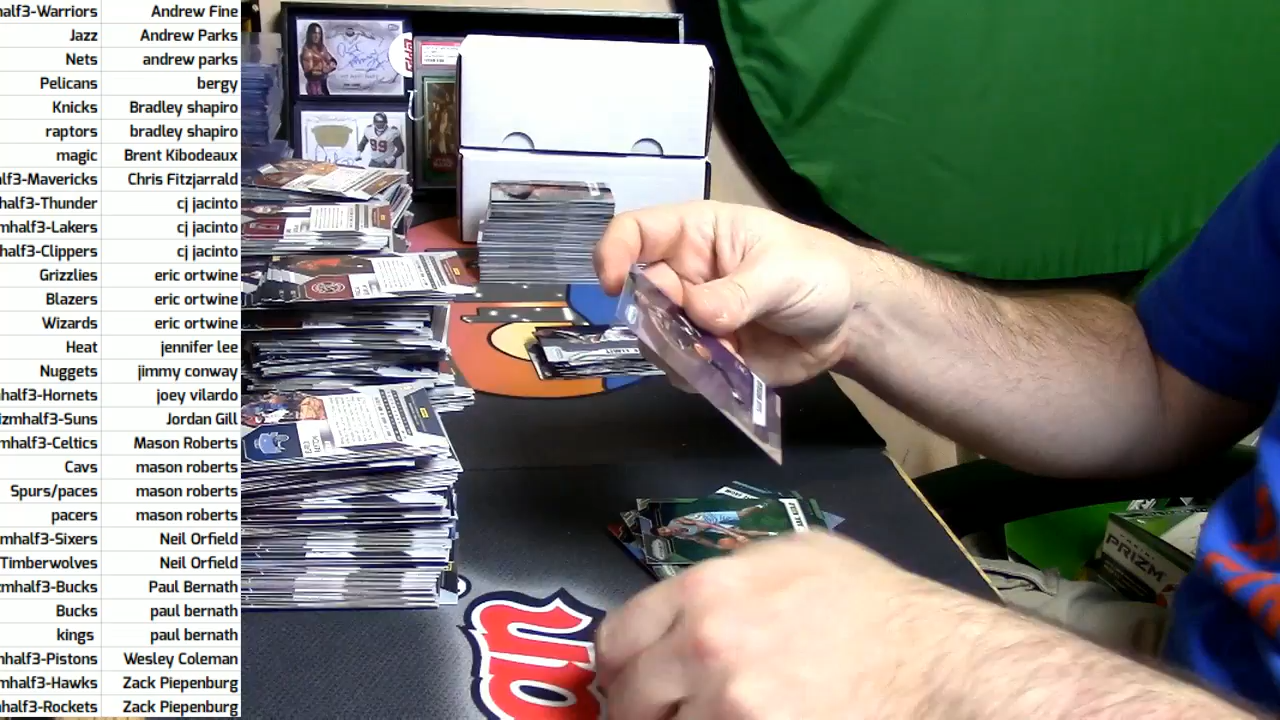 half3-Warriors Andrew Fine
Jazz Andrew Parks
Nets andrew parks
Pelicans bergy
Knicks Bradley shapiro
raptors bradley shapiro
magic Brent Kibodeaux
lf3-Mavericks Chris Fitzjarrald
half3-Thunder cj jacinto
mhalf3-Lakers cj jacinto
half3-Clippers cj jacinto
Grizzlies eric ortwine
Blazers eric ortwine
Wizards eric ortwine
Heat jennifer lee
Nuggets jimmy conway
half3-Hornets joey vilardo
izmhalf3-Suns Jordan Gill
mhalf3-Celtics Mason Roberts
Cavs mason roberts
Spurs/paces mason roberts
pacers mason roberts
mhalf3-Sixers Neil Orfield
Timberwolves Neil Orfield
zmhalf3-Bucks Paul Bernath
Bucks paul bernath
kings paul bernath
half3-Pistons Wesley Coleman
mhalf3-Hawks Zack Piepenburg
half3-Rockets Zack Piepenburg
PRIZM
99